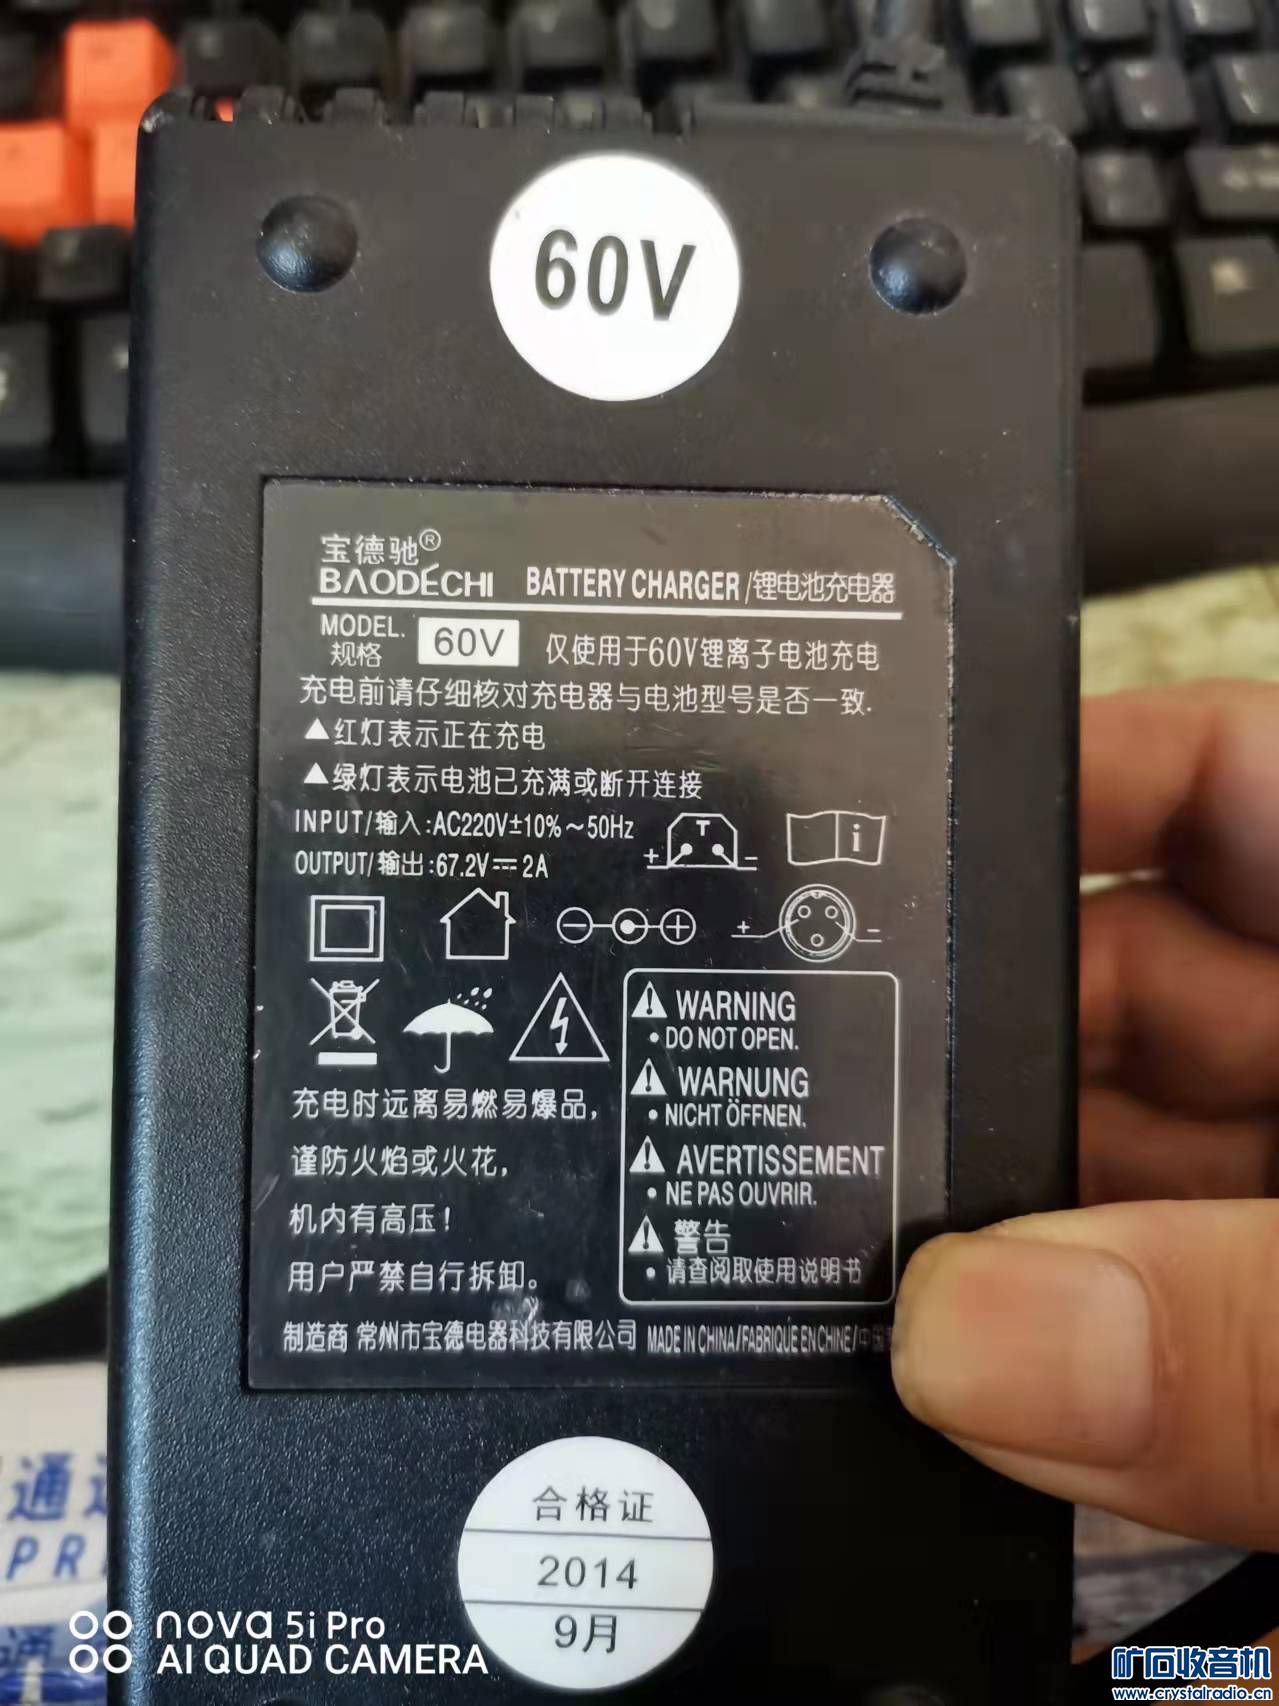 60V
宝德驰®
BAODÉCHI BATTERY CHARGER/锂电池充电器
MODEL. 规格 60V 仅使用于60V锂离子电池充电
充电前请仔细核对充电器与电池型号是否一致.
▲红灯表示正在充电
▲绿灯表示电池已充满或断开连接
INPUT/输入:AC220V±10%~50Hz
OUTPUT/输出:67.2V⎓2A
T
+ −
i
− +
+ −
WARNING
• DO NOT OPEN.
WARNUNG
• NICHT ÖFFNEN.
AVERTISSEMENT
• NE PAS OUVRIR.
警告
• 请查阅取使用说明书
充电时远离易燃易爆品,
谨防火焰或火花,
机内有高压!
用户严禁自行拆卸。
制造商 常州市宝德电器科技有限公司 MADE IN CHINA/FABRIQUÉ EN CHINE/中国
合格证
2014
9月
通
PR
通
nova 5i Pro
AI QUAD CAMERA
矿石收音机
www.crystalradio.cn